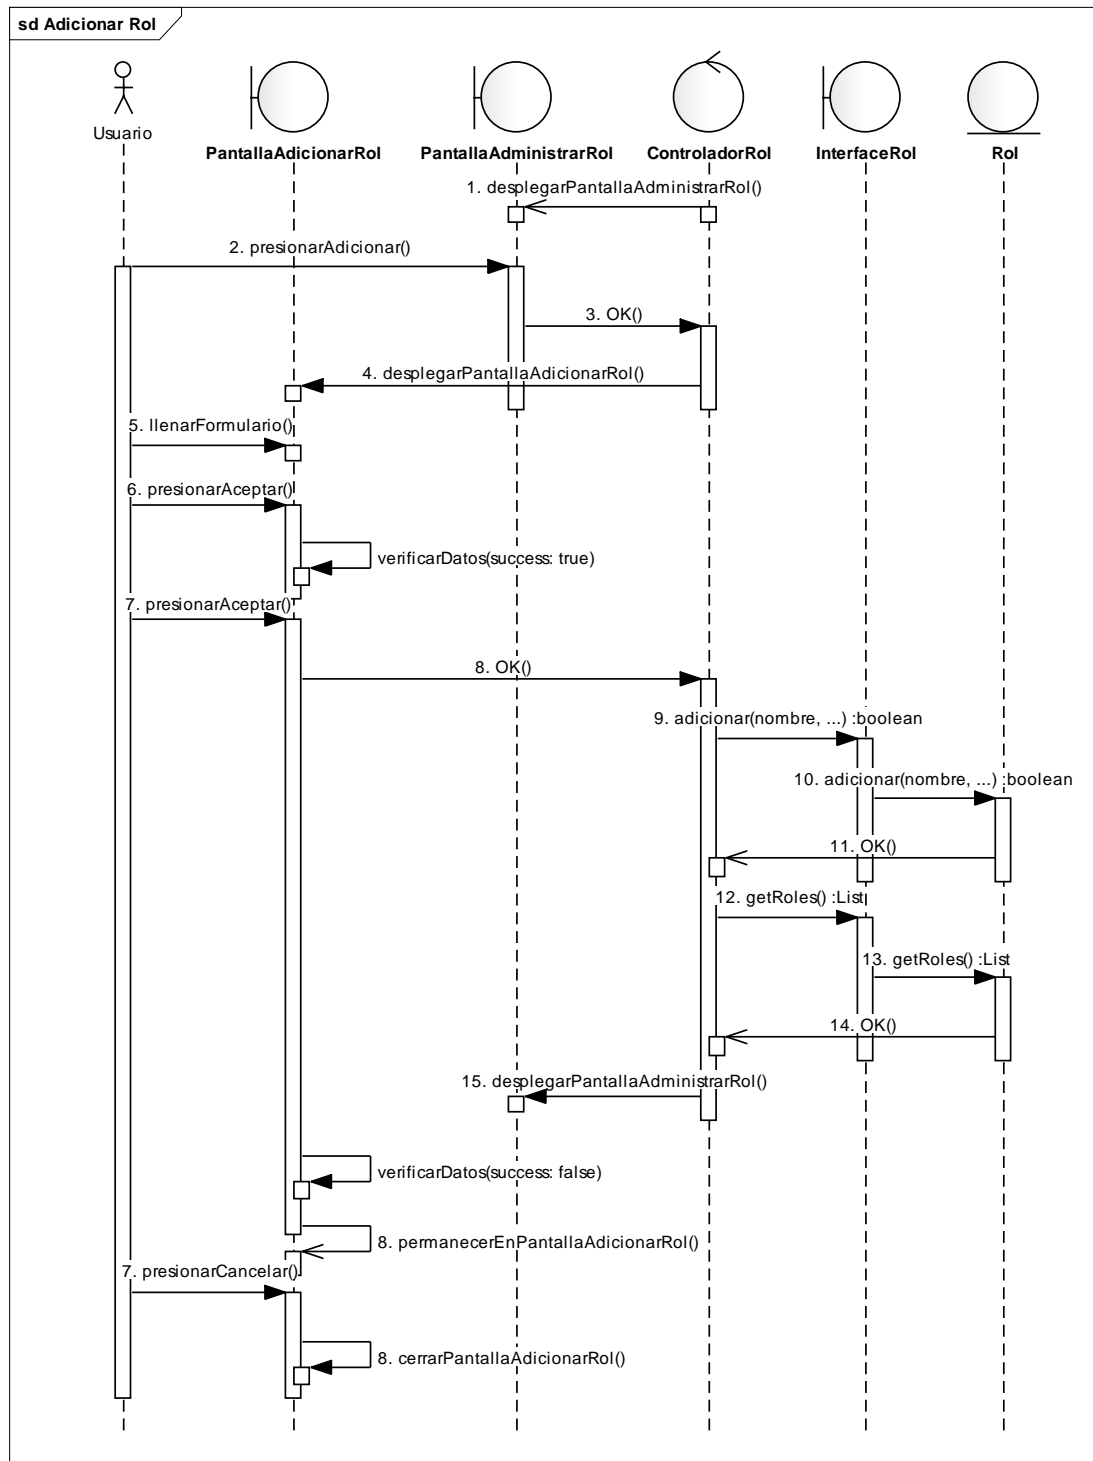 sd Adicionar Rol
Usuario
PantallaAdicionarRol
PantallaAdministrarRol
ControladorRol
InterfaceRol
Rol
1. desplegarPantallaAdministrarRol()
2. presionarAdicionar()
3. OK()
4. desplegarPantallaAdicionarRol()
5. llenarFormulario()
6. presionarAceptar()
verificarDatos(success: true)
7. presionarAceptar()
8. OK()
9. adicionar(nombre, ...) :boolean
10. adicionar(nombre, ...) :boolean
11. OK()
12. getRoles() :List
13. getRoles() :List
14. OK()
15. desplegarPantallaAdministrarRol()
verificarDatos(success: false)
8. permanecerEnPantallaAdicionarRol()
7. presionarCancelar()
8. cerrarPantallaAdicionarRol()